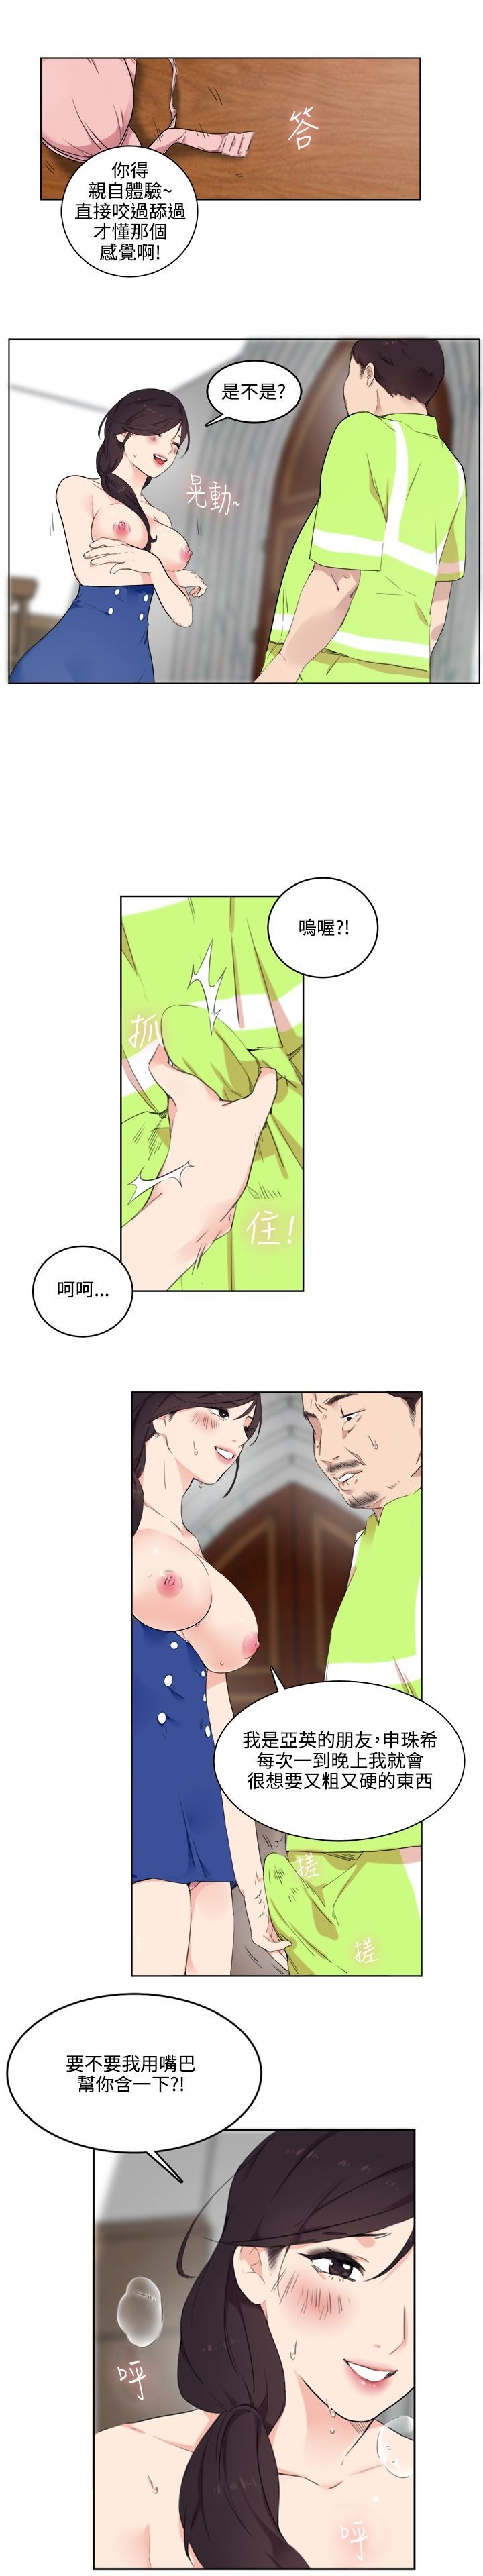 答
你得
親自體驗~
直接咬過舔過
才懂那個
感覺啊!
是不是?
晃動~
嗚喔?!
抓
住!
呵呵...
我是亞英的朋友,申珠希
每次一到晚上我就會
很想要又粗又硬的東西
搓
搓
要不要我用嘴巴
幫你含一下?!
呼
呼